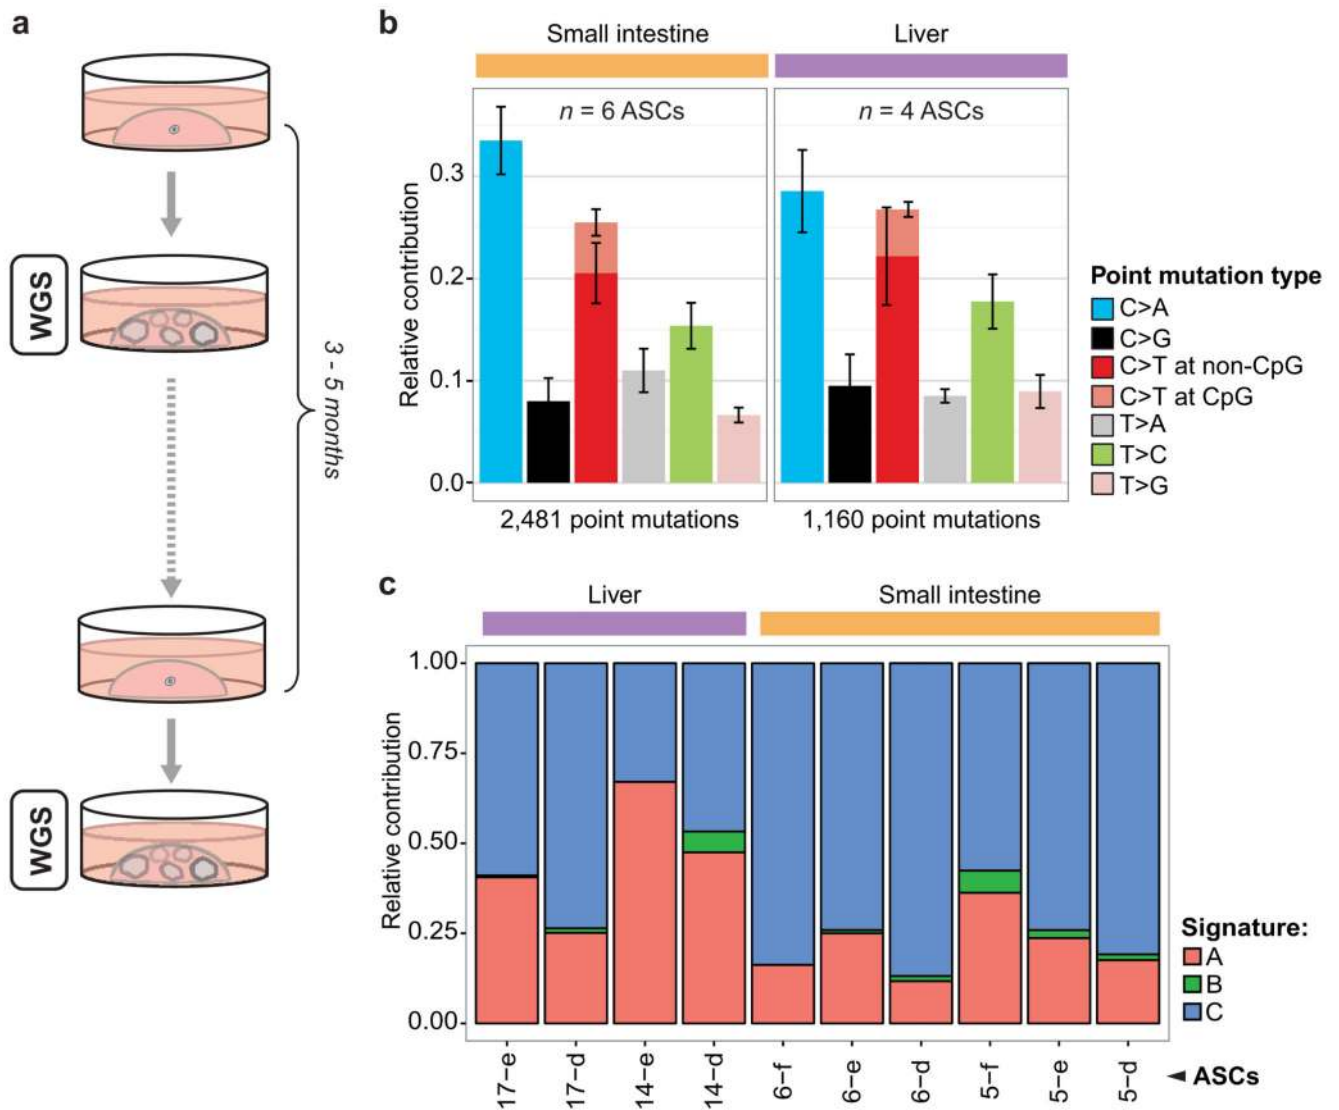 a
WGS
3 - 5 months
WGS
b
Small intestine
Liver
n = 6 ASCs
n = 4 ASCs
Relative contribution
0.3
0.2
0.1
0.0
2,481 point mutations
1,160 point mutations
Point mutation type
C>A
C>G
C>T at non-CpG
C>T at CpG
T>A
T>C
T>G
c
Liver
Small intestine
Relative contribution
1.00
0.75
0.50
0.25
0.00
17−e
17−d
14−e
14−d
6−f
6−e
6−d
5−f
5−e
5−d
◄ ASCs
Signature:
A
B
C